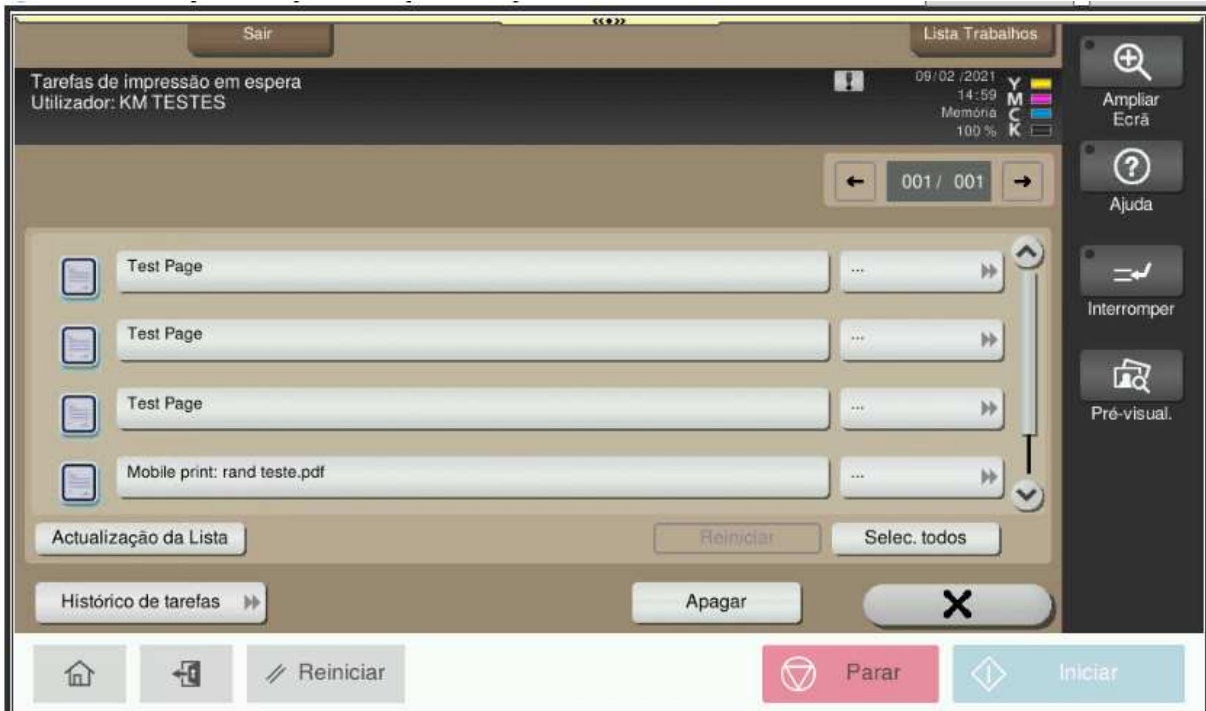 Sair
Lista Trabalhos
Tarefas de impressão em espera
Utilizador: KM TESTES
09/02 /2021
14:59
Memória
100 %
Y
M
C
K
Ampliar
Ecrã
001 / 001
Ajuda
Test Page
...
Interromper
Test Page
...
Test Page
...
Pré-visual.
Mobile print: rand teste.pdf
...
Actualização da Lista
Reiniciar
Selec. todos
Histórico de tarefas
Apagar
Reiniciar
Parar
Iniciar